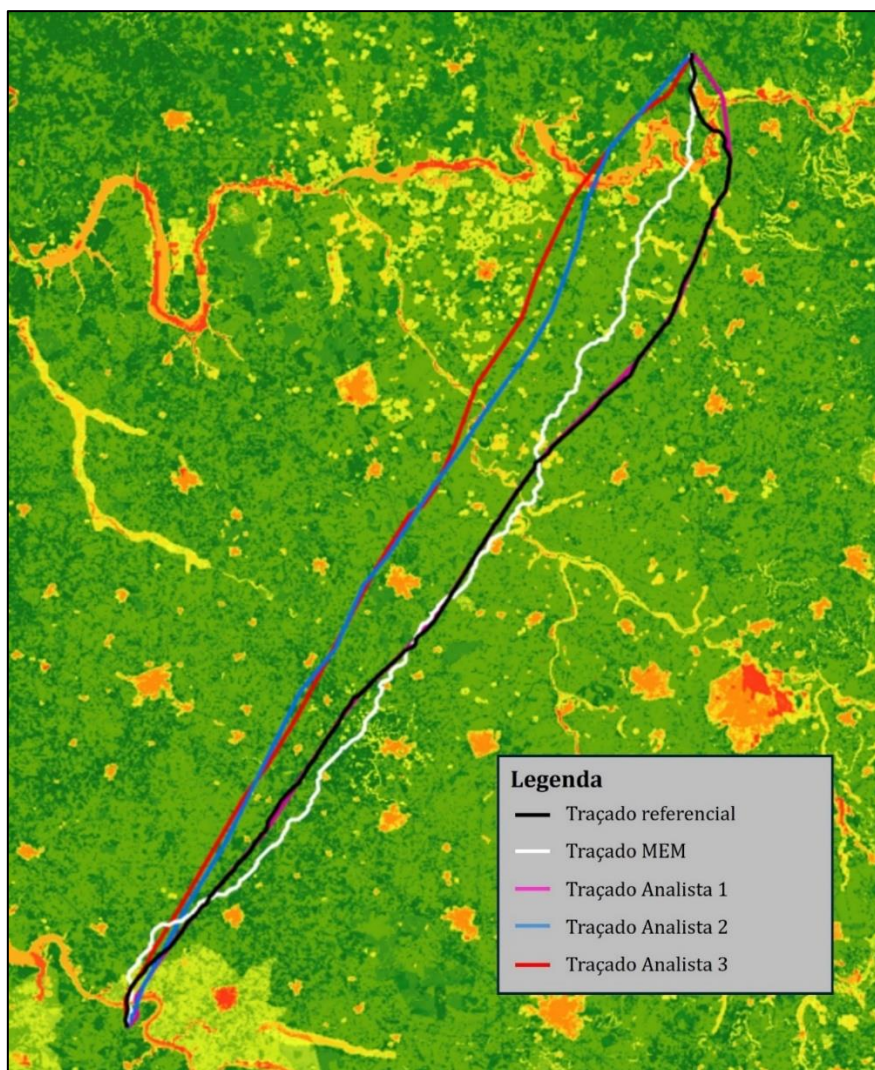 Legenda
Traçado referencial
Traçado MEM
Traçado Analista 1
Traçado Analista 2
Traçado Analista 3